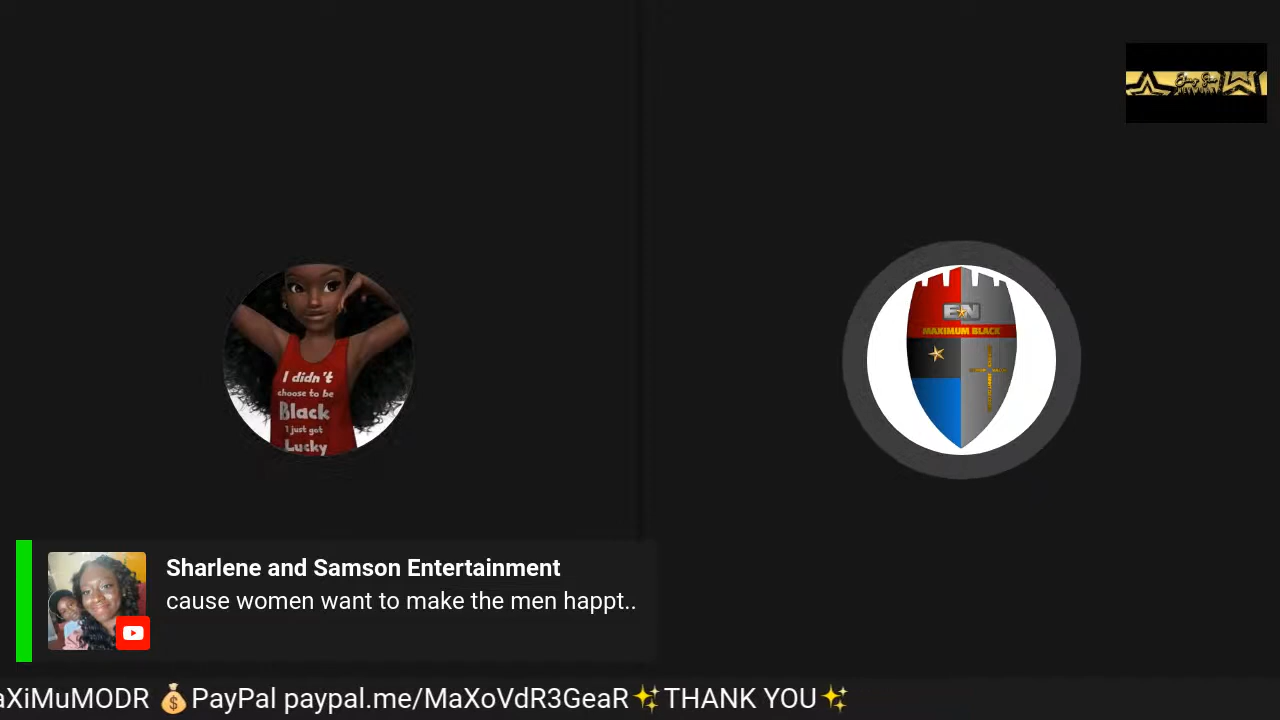 EN
MAXIMUM BLACK
I didn't
choose to be
Black
I just got
Lucky
Sharlene and Samson Entertainment
cause women want to make the men happt..
aXiMuMODR 💰PayPal paypal.me/MaXoVdR3GeaR✨THANK YOU✨